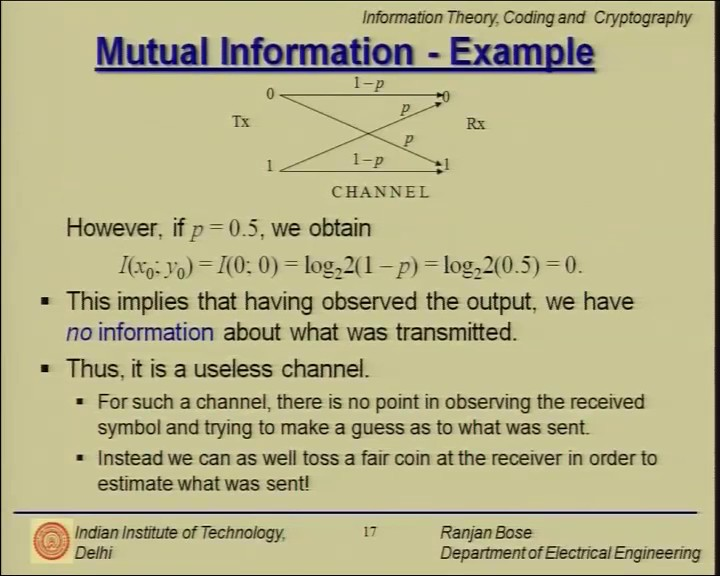 Information Theory, Coding and Cryptography
Mutual Information - Example
1–p
0
0
p
Tx
Rx
p
1
1–p
1
CHANNEL
However, if p = 0.5, we obtain
I(x₀; y₀) = I(0; 0) = log₂2(1 – p) = log₂2(0.5) = 0.
▪ This implies that having observed the output, we have
no information about what was transmitted.
▪ Thus, it is a useless channel.
▪ For such a channel, there is no point in observing the received
symbol and trying to make a guess as to what was sent.
▪ Instead we can as well toss a fair coin at the receiver in order to
estimate what was sent!
Indian Institute of Technology,
Delhi
17
Ranjan Bose
Department of Electrical Engineering